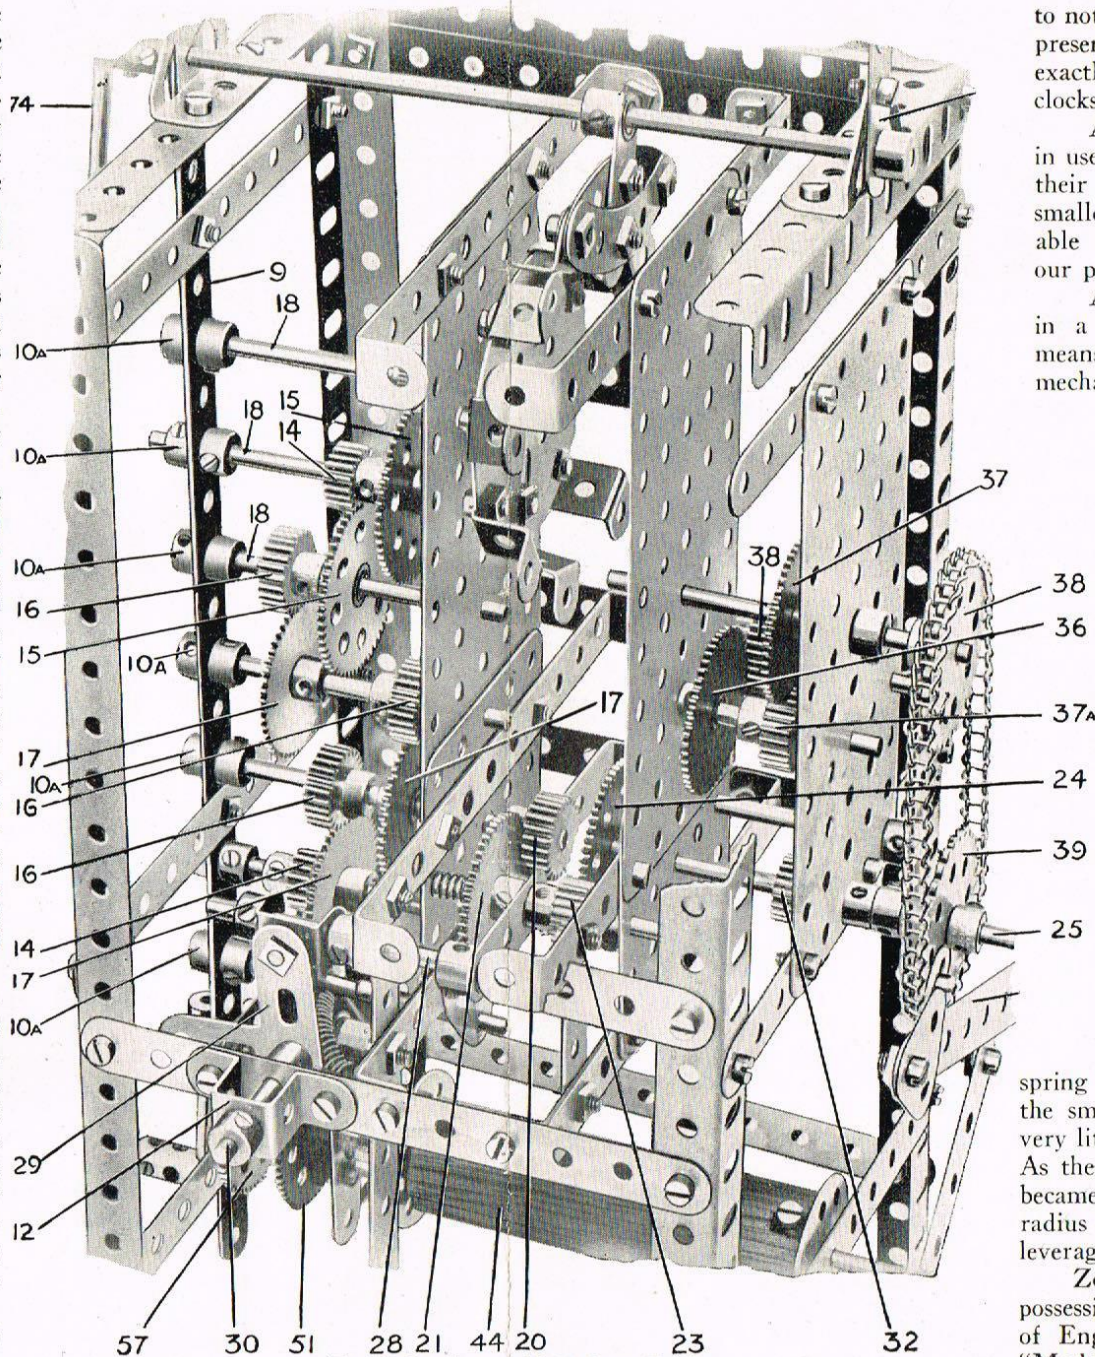 74
9
18
10A
15
14
18
10A
18
10A
16
15
10A
17
17
10A
16
16
14
17
10A
29
12
37
38
38
36
37A
24
39
25
57 30 51 28 21 44 20 23 32
to not
presen
exactl
clocks
A
in use
their
smalle
able
our p
A
in a
means
mecha
spring
the sm
very lit
As the
became
radius
leverag
possessi
of Eng